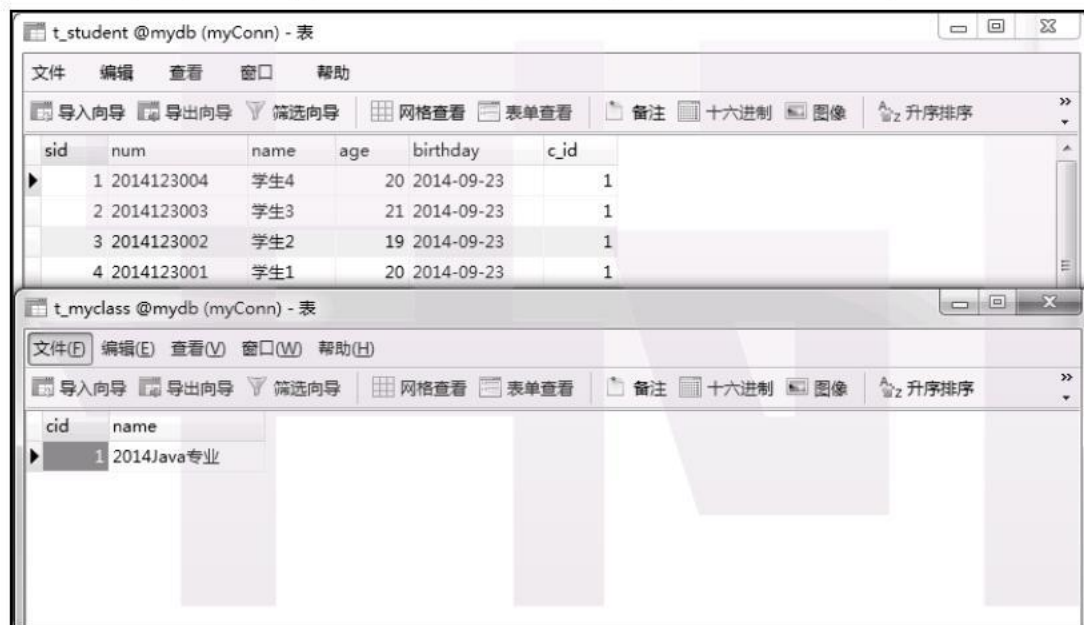 t_student @mydb (myConn) - 表
文件 编辑 查看 窗口 帮助
导入向导 导出向导 筛选向导 网格查看 表单查看 备注 十六进制 图像 升序排序
sid num name age birthday c_id
1 2014123004 学生4 20 2014-09-23 1
2 2014123003 学生3 21 2014-09-23 1
3 2014123002 学生2 19 2014-09-23 1
4 2014123001 学生1 20 2014-09-23 1
t_myclass @mydb (myConn) - 表
文件(F) 编辑(E) 查看(V) 窗口(W) 帮助(H)
导入向导 导出向导 筛选向导 网格查看 表单查看 备注 十六进制 图像 升序排序
cid name
1 2014Java专业